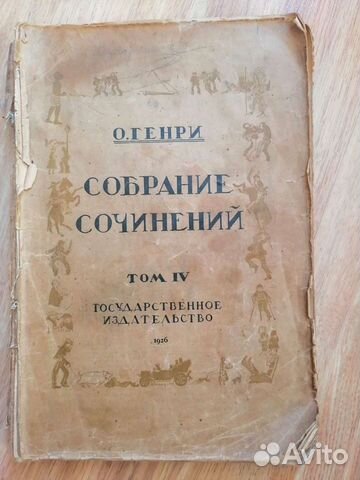 О. ГЕНРИ
СОБРАНИЕ
СОЧИНЕНИЙ
ТОМ IV
ГОСУДАРСТВЕННОЕ
ИЗДАТЕЛЬСТВО
1926
Avito